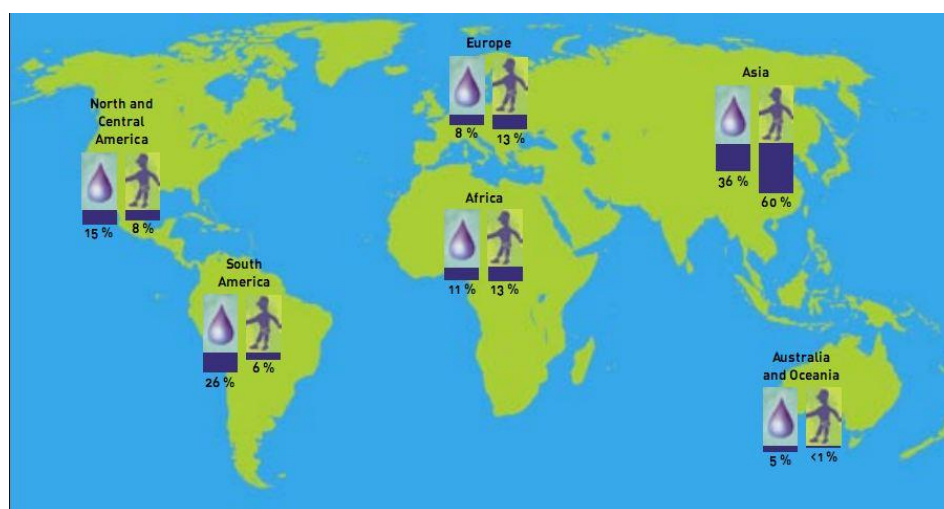 Europe
8 %
13 %
Asia
36 %
60 %
North and
Central
America
15 %
8 %
Africa
11 %
13 %
South
America
26 %
6 %
Australia
and Oceania
5 %
<1 %